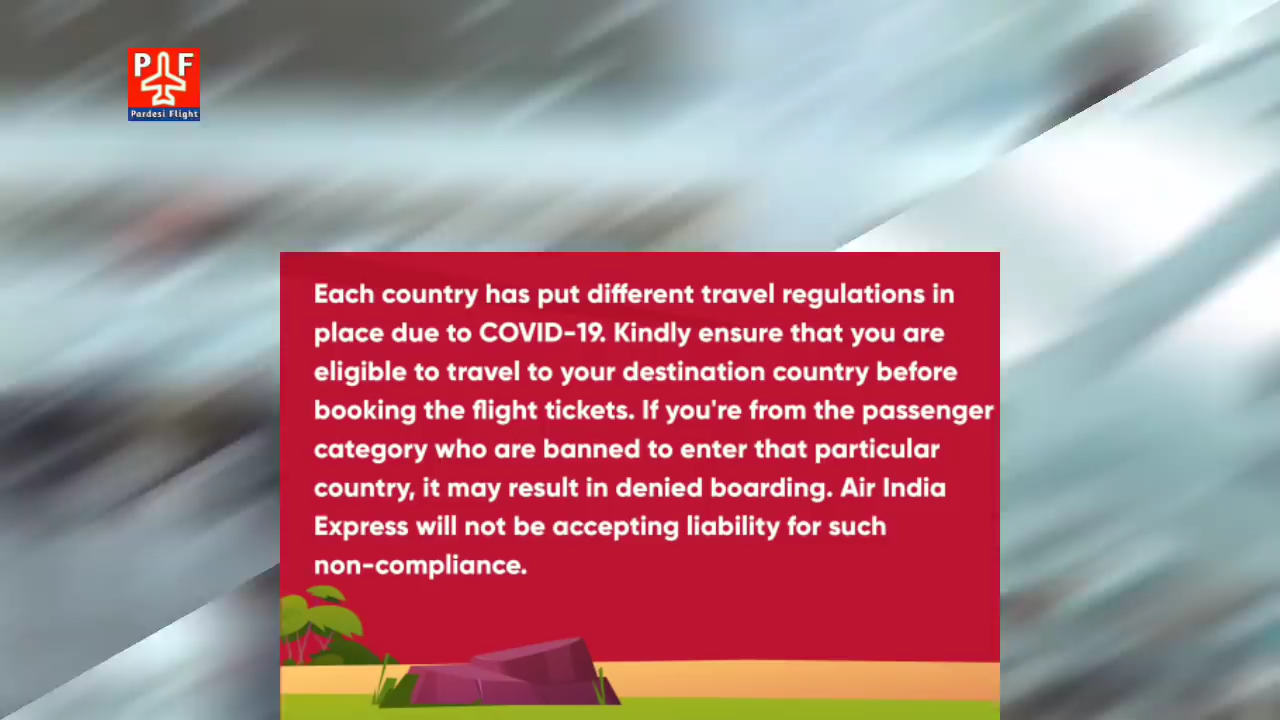 P F
Pardesi Flight
Each country has put different travel regulations in
place due to COVID-19. Kindly ensure that you are
eligible to travel to your destination country before
booking the flight tickets. If you're from the passenger
category who are banned to enter that particular
country, it may result in denied boarding. Air India
Express will not be accepting liability for such
non-compliance.